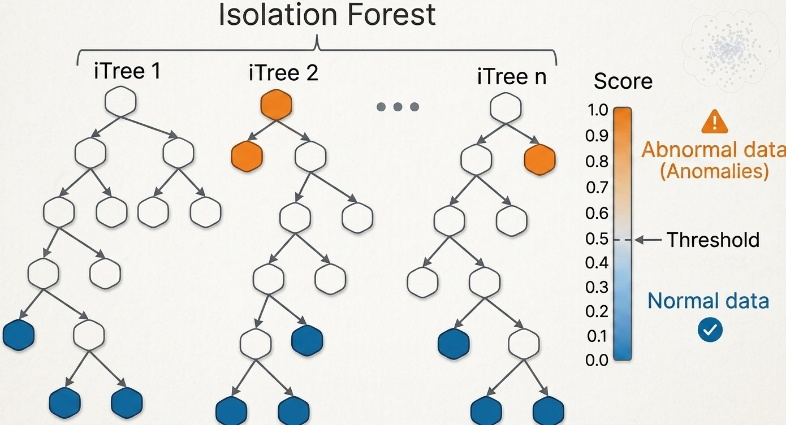 Isolation Forest
iTree 1
iTree 2
iTree n
Score
1.0
0.9
0.8
0.7
0.6
0.5
0.4
0.3
0.2
0.1
0.0
Abnormal data
(Anomalies)
Threshold
Normal data